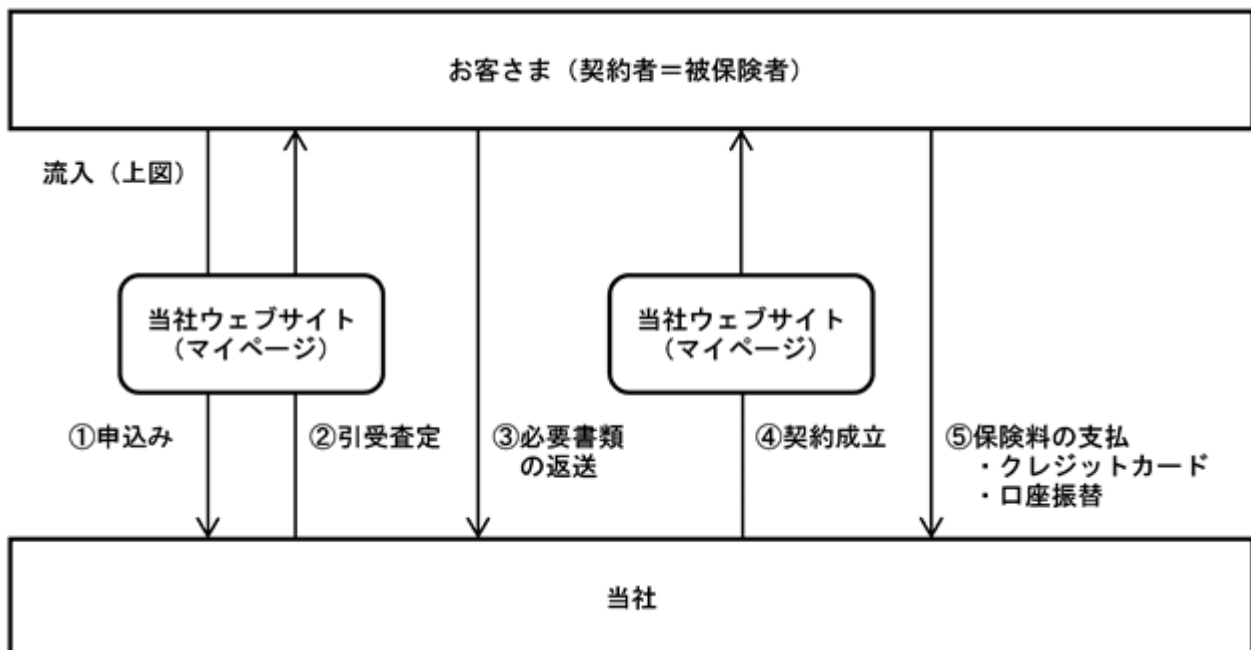 お客さま（契約者＝被保険者）
流入（上図）
当社ウェブサイト
（マイページ）
当社ウェブサイト
（マイページ）
①申込み
②引受査定
③必要書類
の返送
④契約成立
⑤保険料の支払
・クレジットカード
・口座振替
当社